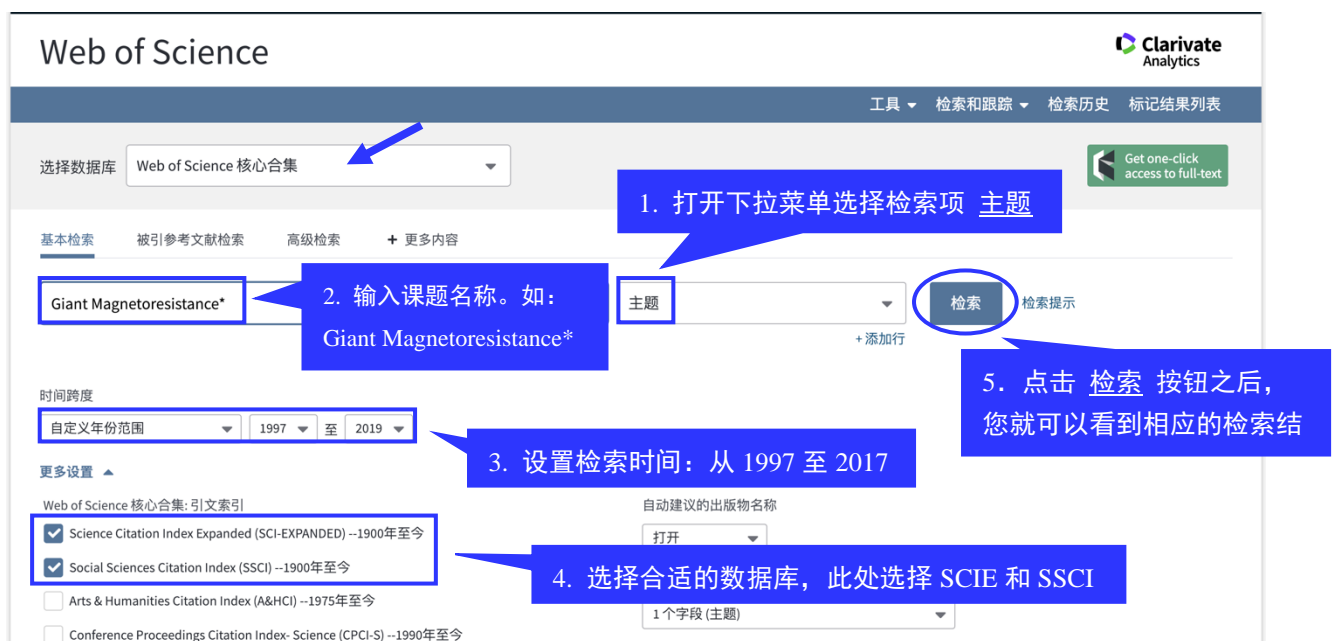 Web of Science
Clarivate
Analytics
工具
检索和跟踪
检索历史
标记结果列表
选择数据库
Web of Science 核心合集
Get one-click
access to full-text
1. 打开下拉菜单选择检索项 主题
基本检索
被引参考文献检索
高级检索
+ 更多内容
Giant Magnetoresistance*
2. 输入课题名称。如：
Giant Magnetoresistance*
主题
检索
检索提示
+添加行
5. 点击 检索 按钮之后，
您就可以看到相应的检索结
时间跨度
自定义年份范围
1997
至
2019
3. 设置检索时间：从 1997 至 2017
更多设置
Web of Science 核心合集: 引文索引
自动建议的出版物名称
Science Citation Index Expanded (SCI-EXPANDED) --1900年至今
打开
Social Sciences Citation Index (SSCI) --1900年至今
4. 选择合适的数据库，此处选择 SCIE 和 SSCI
Arts & Humanities Citation Index (A&HCI) --1975年至今
1个字段 (主题)
Conference Proceedings Citation Index- Science (CPCI-S) --1990年至今